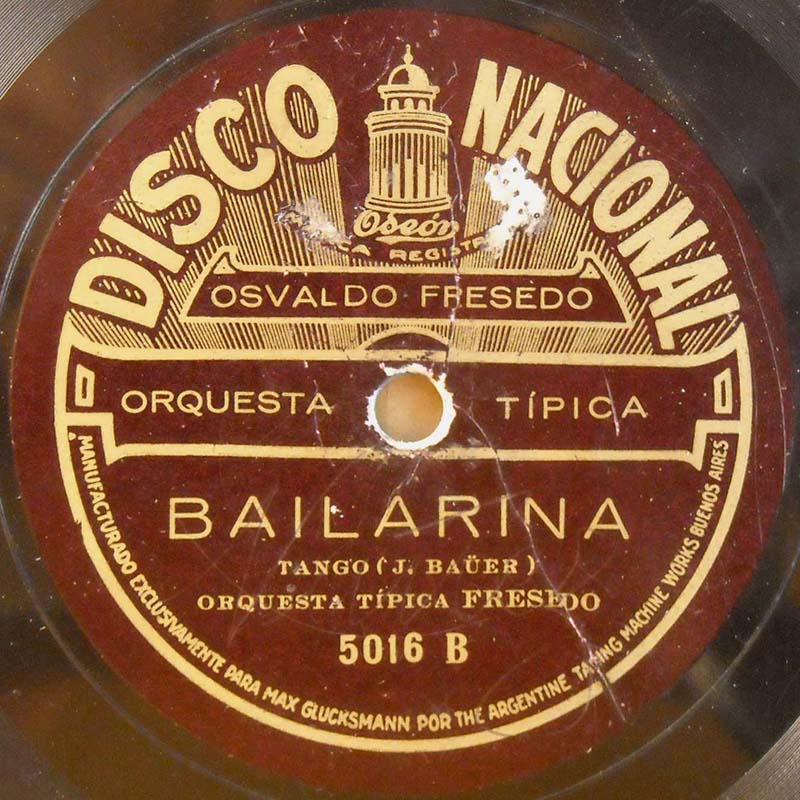 DISCO NACIONAL
Odeón
REGISTR
OSVALDO FRESEDO
ORQUESTA TÍPICA
BAILARINA
TANGO (J. BAÜER)
ORQUESTA TÍPICA FRESEDO
5016 B
MANUFACTURADO EXCLUSIVAMENTE PARA MAX GLUCKSMANN POR THE ARGENTINE TALKING MACHINE WORKS BUENOS AIRES